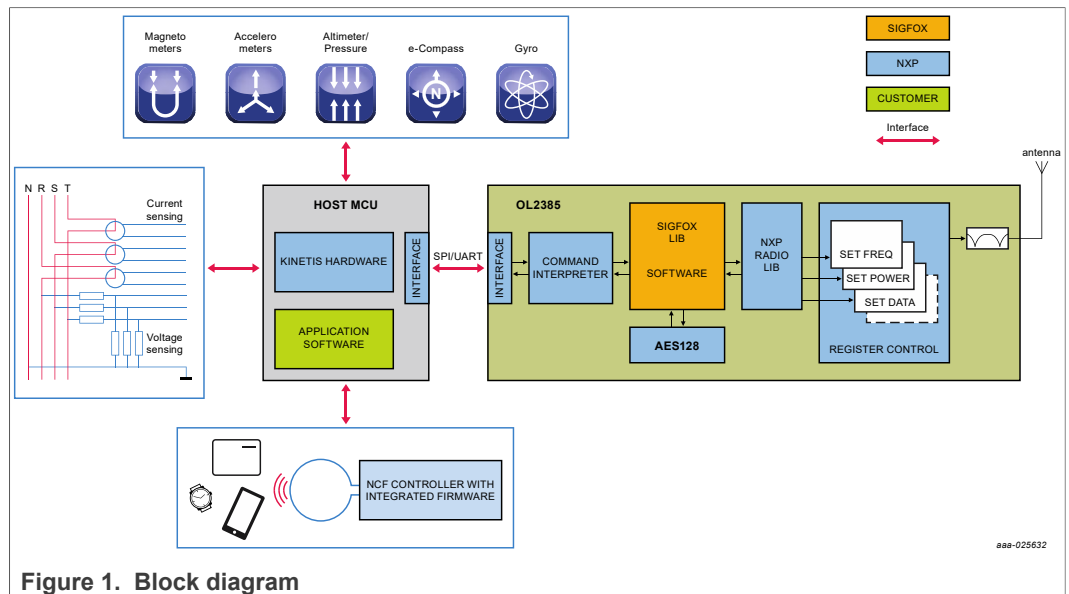 Magneto
meters
Accelero
meters
Altimeter/
Pressure
e-Compass
Gyro
N
SIGFOX
NXP
CUSTOMER
Interface
antenna
N R S T
Current
sensing
Voltage
sensing
HOST MCU
KINETIS HARDWARE
APPLICATION
SOFTWARE
INTERFACE
SPI/UART
OL2385
INTERFACE
COMMAND
INTERPRETER
SIGFOX
LIB
SOFTWARE
AES128
NXP
RADIO
LIB
SET FREQ
SET POWER
SET DATA
REGISTER CONTROL
NCF CONTROLLER WITH
INTEGRATED FIRMWARE
aaa-025632
Figure 1. Block diagram